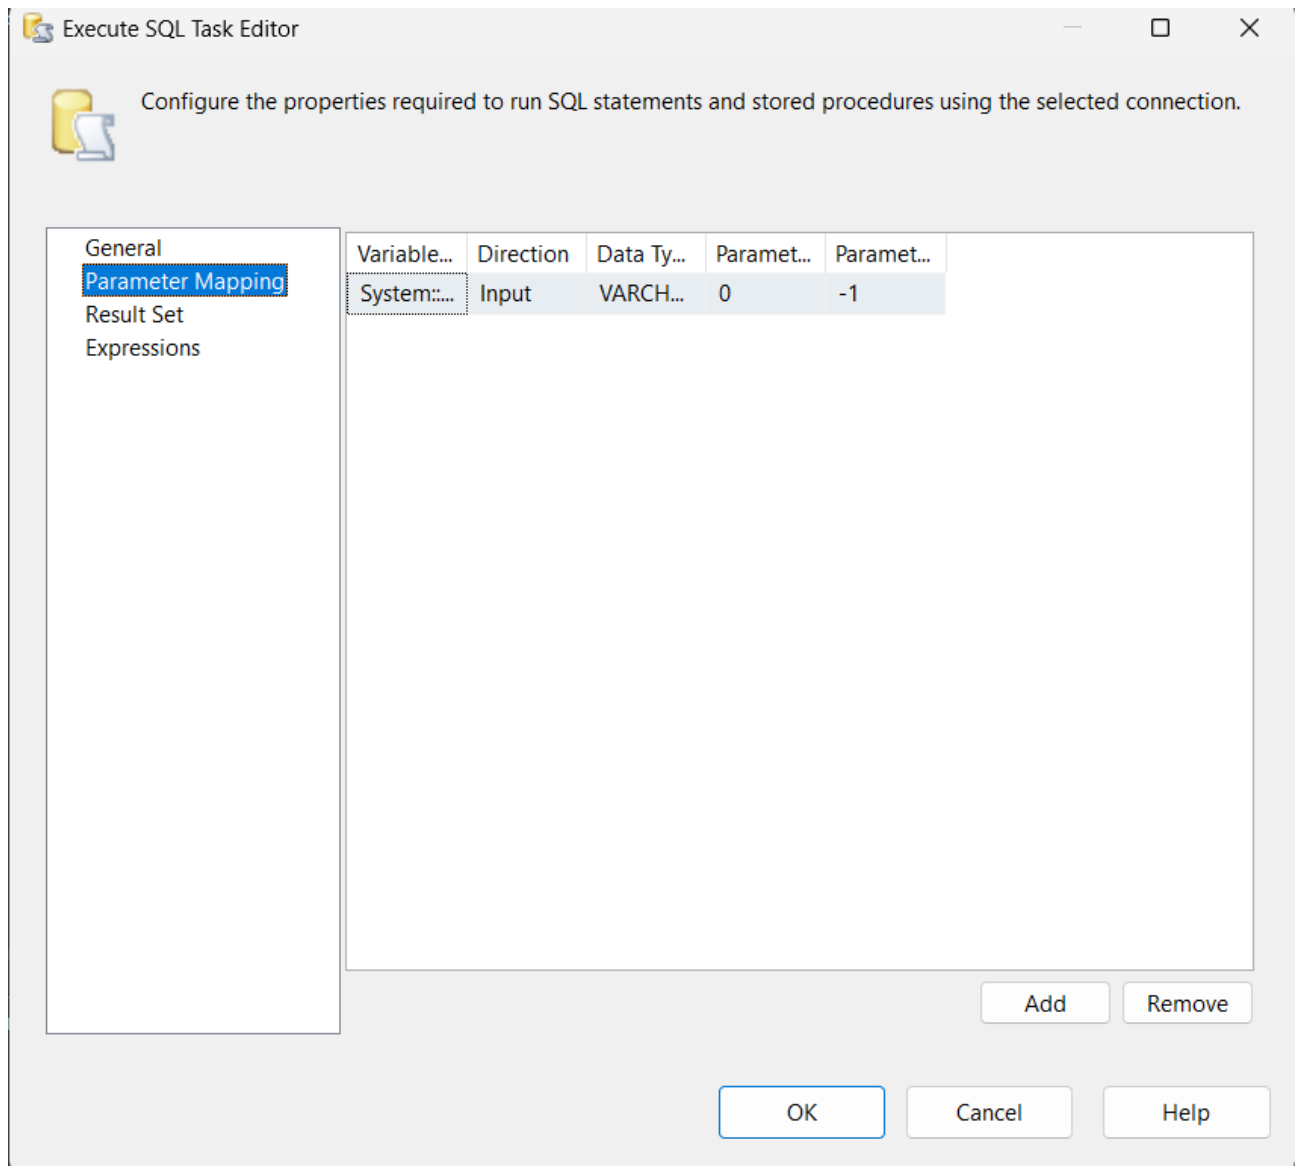 Execute SQL Task Editor
Configure the properties required to run SQL statements and stored procedures using the selected connection.
General
Parameter Mapping
Result Set
Expressions
Variable... Direction Data Ty... Paramet... Paramet...
System::... Input VARCH... 0 -1
Add Remove
OK Cancel Help